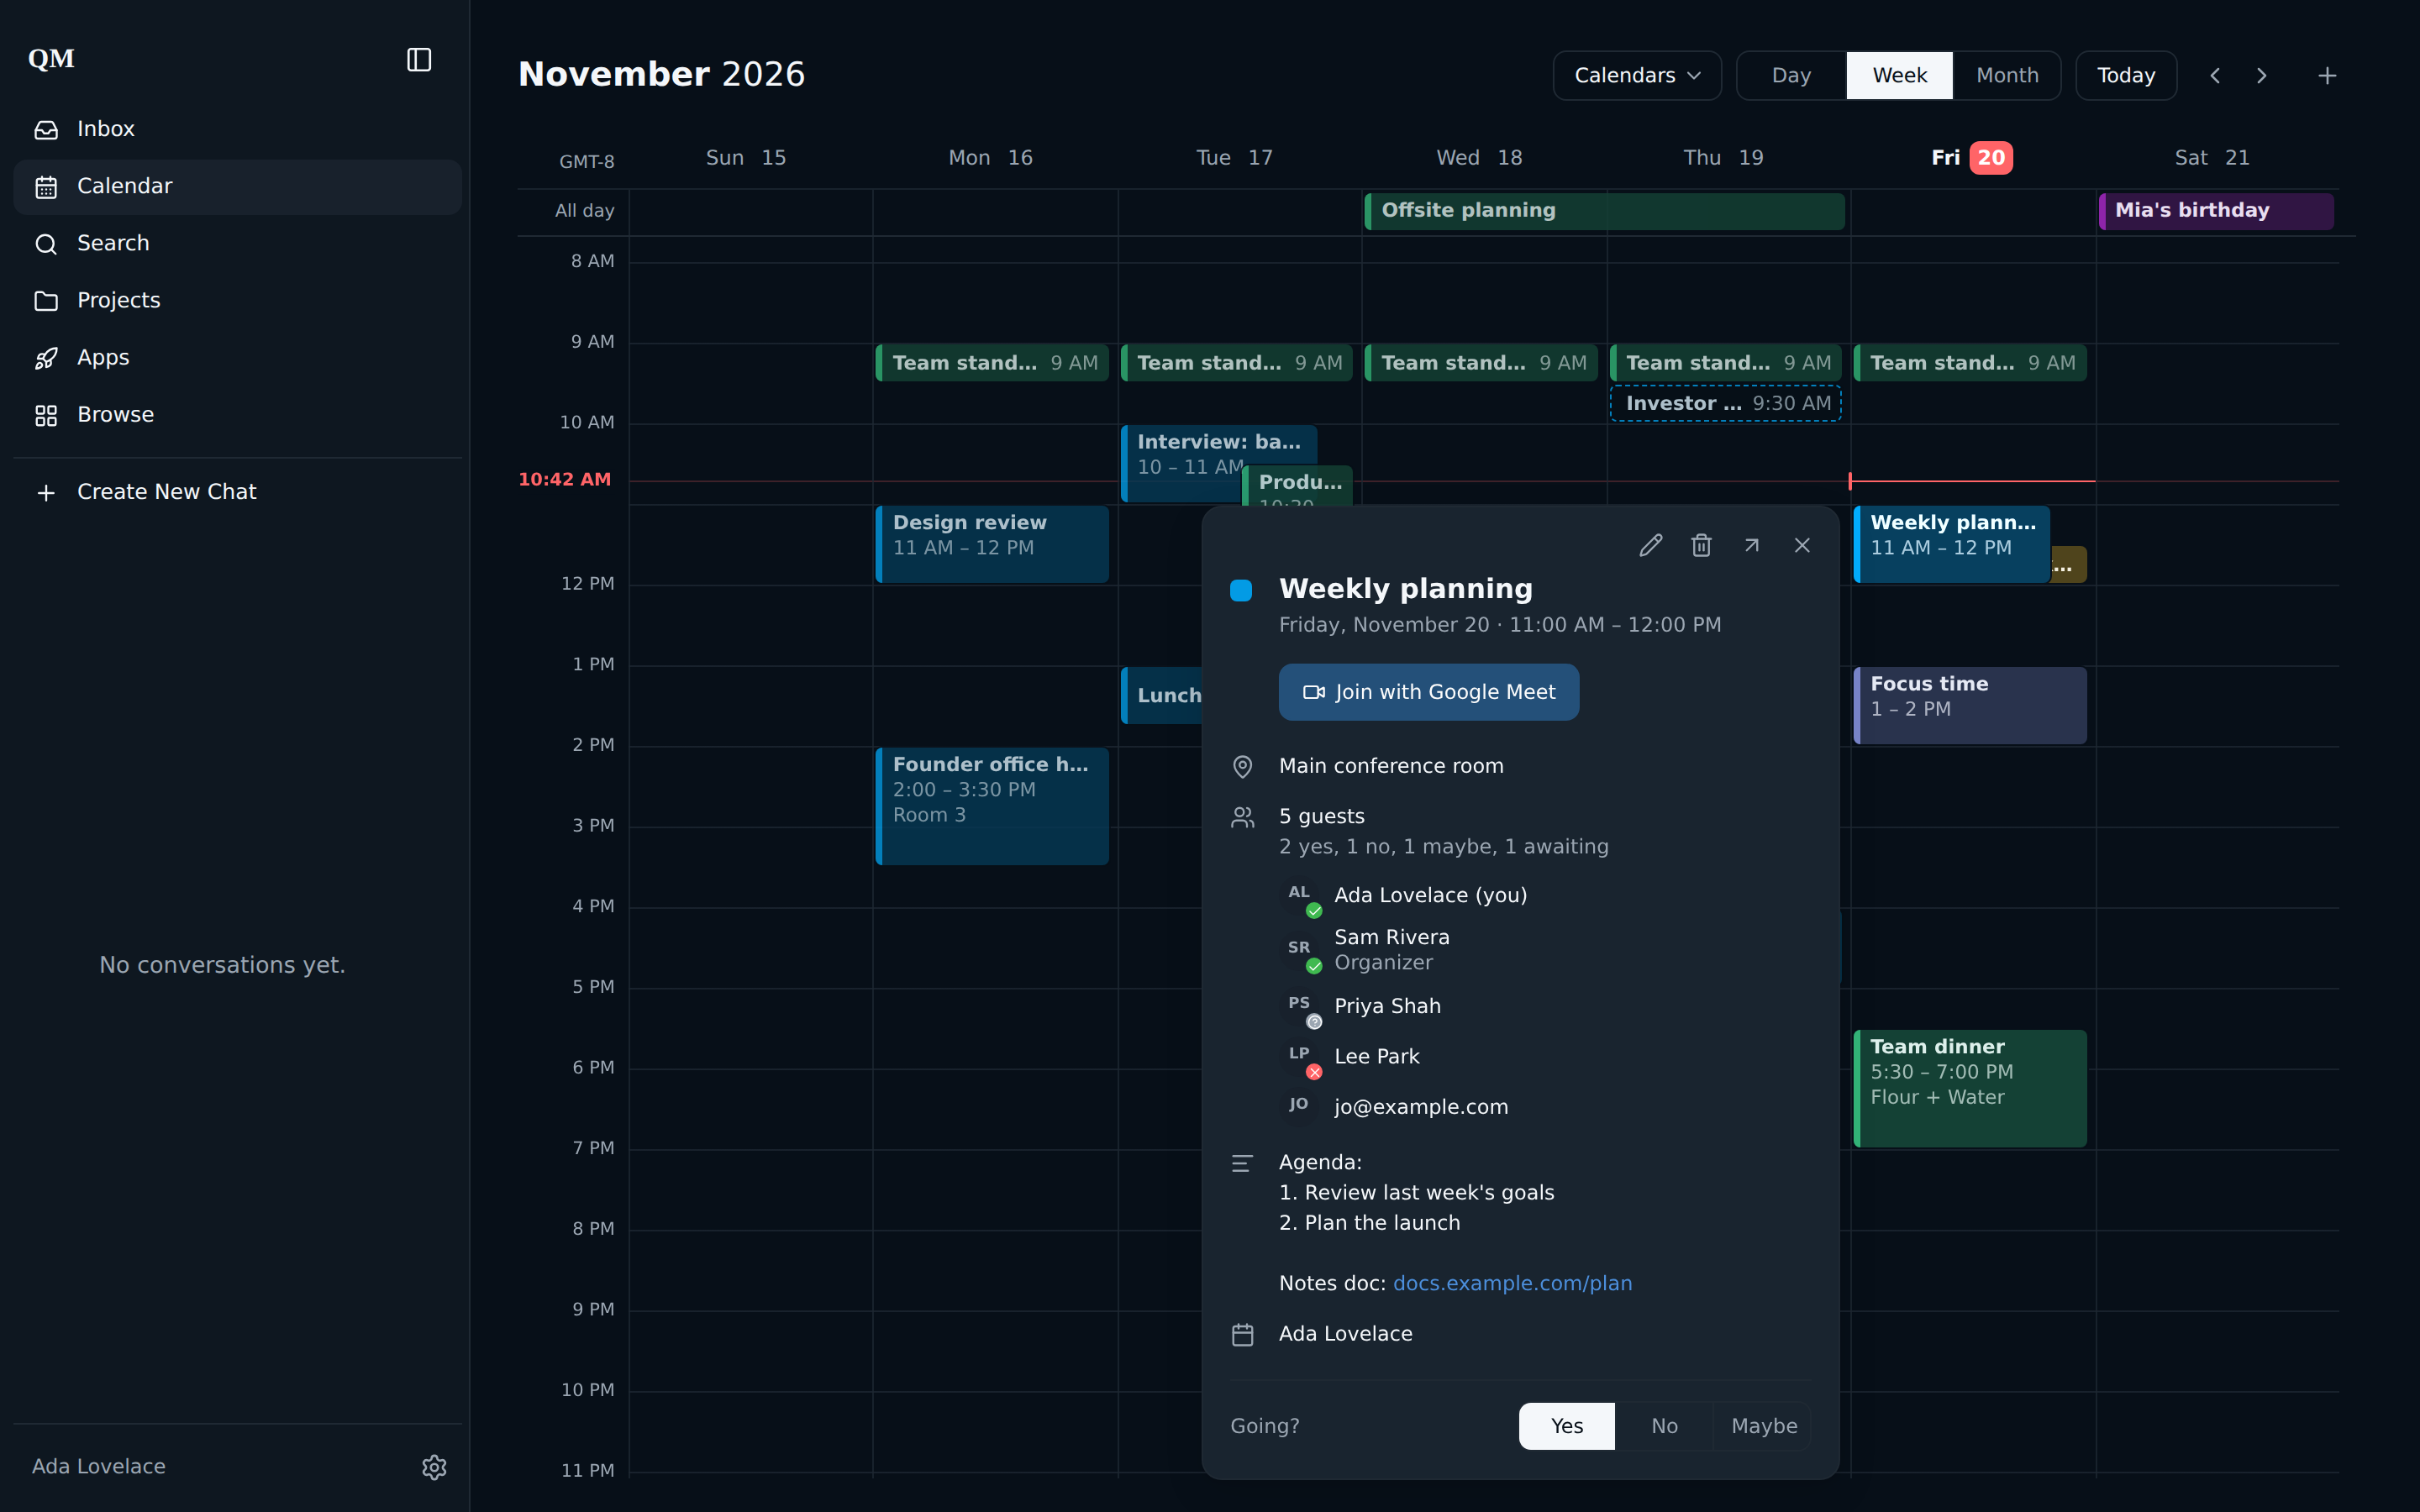 QM
Inbox
Calendar
Search
Projects
Apps
Browse
Create New Chat
No conversations yet.
Ada Lovelace
November 2026
Calendars
Day
Week
Month
Today
GMT-8
Sun 15
Mon 16
Tue 17
Wed 18
Thu 19
Fri 20
Sat 21
All day
Offsite planning
Mia's birthday
8 AM
9 AM
Team stand… 9 AM
Team stand… 9 AM
Team stand… 9 AM
Team stand… 9 AM
Team stand… 9 AM
Investor … 9:30 AM
10 AM
Interview: ba…
10 – 11 AM
Produ…
10:42 AM
Design review
11 AM – 12 PM
Weekly plann…
11 AM – 12 PM
12 PM
1 PM
Lunch
Focus time
1 – 2 PM
2 PM
Founder office h…
2:00 – 3:30 PM
Room 3
3 PM
4 PM
5 PM
Team dinner
5:30 – 7:00 PM
Flour + Water
6 PM
7 PM
8 PM
9 PM
10 PM
11 PM
Weekly planning
Friday, November 20 · 11:00 AM – 12:00 PM
Join with Google Meet
Main conference room
5 guests
2 yes, 1 no, 1 maybe, 1 awaiting
AL Ada Lovelace (you)
SR Sam Rivera
Organizer
PS Priya Shah
LP Lee Park
JO jo@example.com
Agenda:
1. Review last week's goals
2. Plan the launch
Notes doc: docs.example.com/plan
Ada Lovelace
Going?
Yes
No
Maybe